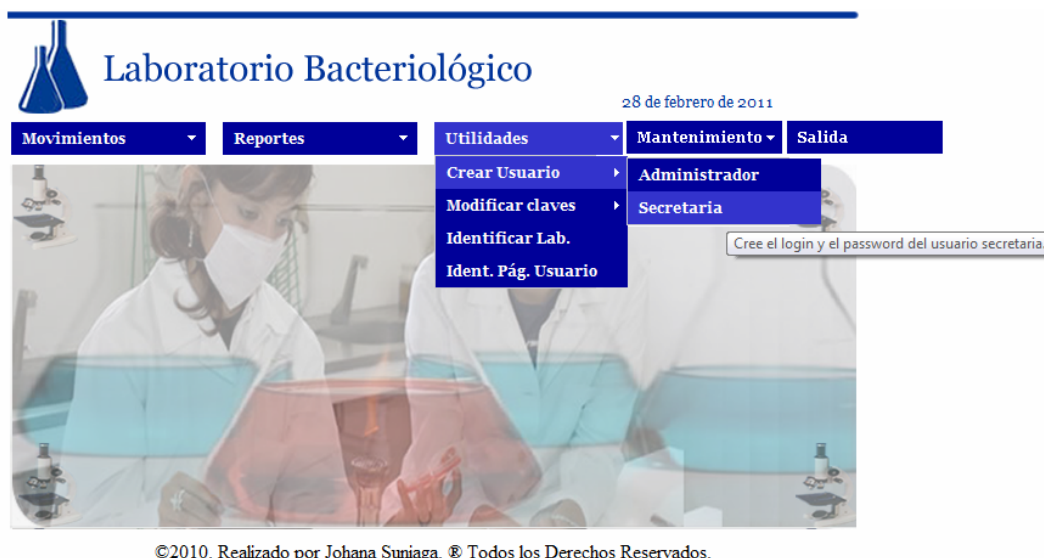 Laboratorio Bacteriológico
28 de febrero de 2011
Movimientos Reportes Utilidades Mantenimiento Salida
Crear Usuario Administrador
Modificar claves Secretaria
Identificar Lab. Cree el login y el password del usuario secretaria.
Ident. Pág. Usuario
©2010. Realizado por Johana Suniaga. ® Todos los Derechos Reservados.